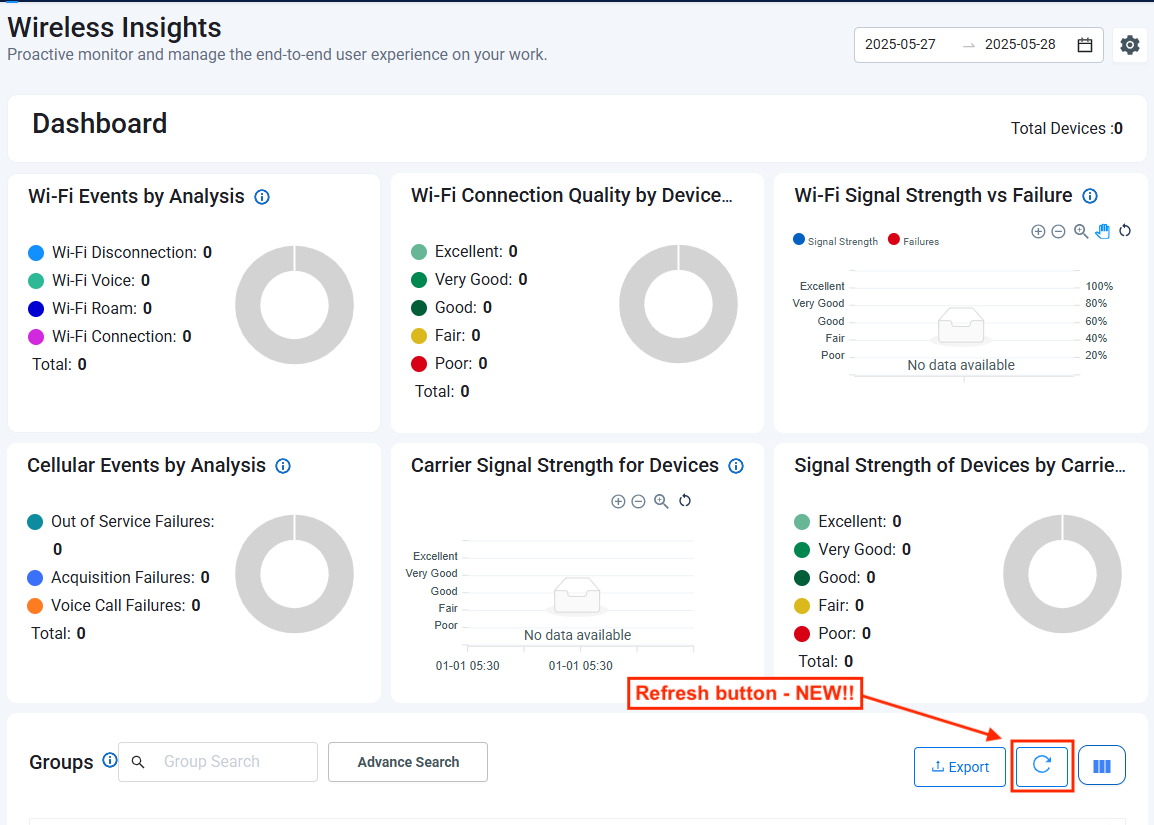 Wireless Insights
Proactive monitor and manage the end-to-end user experience on your work.
2025-05-27 → 2025-05-28
Dashboard
Total Devices :0
Wi-Fi Events by Analysis
Wi-Fi Disconnection: 0
Wi-Fi Voice: 0
Wi-Fi Roam: 0
Wi-Fi Connection: 0
Total: 0
Wi-Fi Connection Quality by Device...
Excellent: 0
Very Good: 0
Good: 0
Fair: 0
Poor: 0
Total: 0
Wi-Fi Signal Strength vs Failure
Signal Strength Failures
Excellent 100%
Very Good 80%
Good 60%
Fair 40%
Poor 20%
No data available
Cellular Events by Analysis
Out of Service Failures:
0
Acquisition Failures: 0
Voice Call Failures: 0
Total: 0
Carrier Signal Strength for Devices
Excellent
Very Good
Good
Fair
Poor
No data available
01-01 05:30 01-01 05:30
Signal Strength of Devices by Carrie...
Excellent: 0
Very Good: 0
Good: 0
Fair: 0
Poor: 0
Total: 0
Refresh button - NEW!!
Groups Group Search Advance Search Export